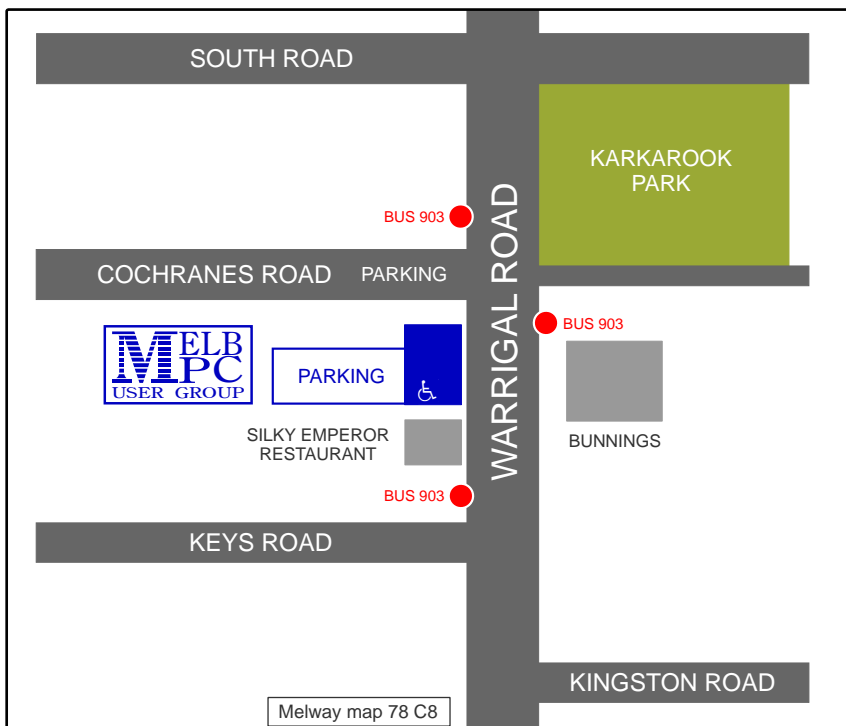 SOUTH ROAD
KARKAROOK
PARK
BUS 903
WARRIGAL ROAD
COCHRANES ROAD
PARKING
BUS 903
MELB
PC
USER GROUP
PARKING
SILKY EMPEROR
RESTAURANT
BUNNINGS
BUS 903
KEYS ROAD
KINGSTON ROAD
Melway map 78 C8